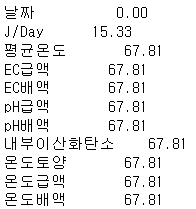 날짜 0.00
J/Day 15.33
평균온도 67.81
EC급액 67.81
EC배액 67.81
pH급액 67.81
pH배액 67.81
내부이산화탄소 67.81
온도토양 67.81
온도급액 67.81
온도배액 67.81